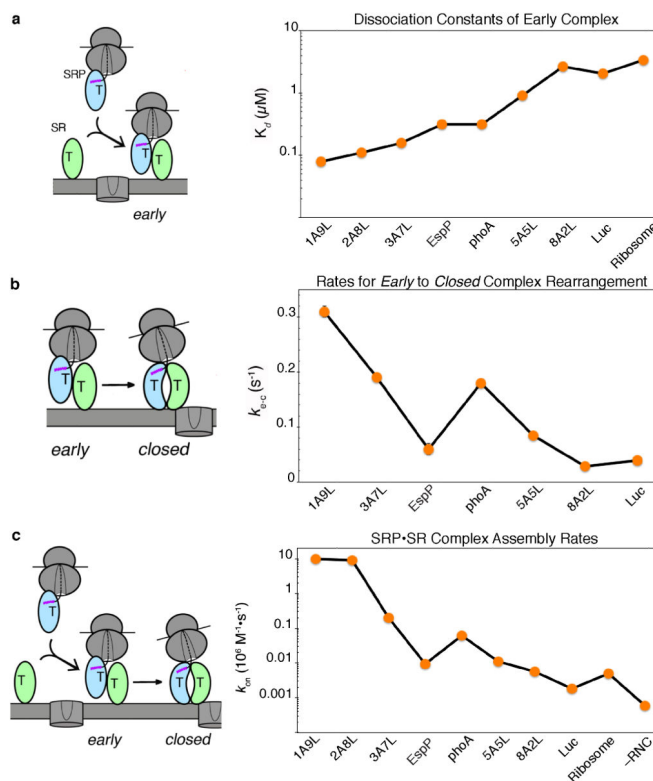 a
Dissociation Constants of Early Complex
SRP
T
SR
T
T T
early
K_d (µM)
10
1
0.1
1A9L 2A8L 3A7L EspP phoA 5A5L 8A2L Luc Ribosome
b
Rates for Early to Closed Complex Rearrangement
T T
T T
early closed
k_e-c (s⁻¹)
0.3
0.2
0.1
0
1A9L 3A7L EspP phoA 5A5L 8A2L Luc
c
SRP•SR Complex Assembly Rates
T
T
T T
T T
early closed
k_on (10⁶ M⁻¹•s⁻¹)
10
1
0.1
0.01
0.001
1A9L 2A8L 3A7L EspP phoA 5A5L 8A2L Luc Ribosome –RNC